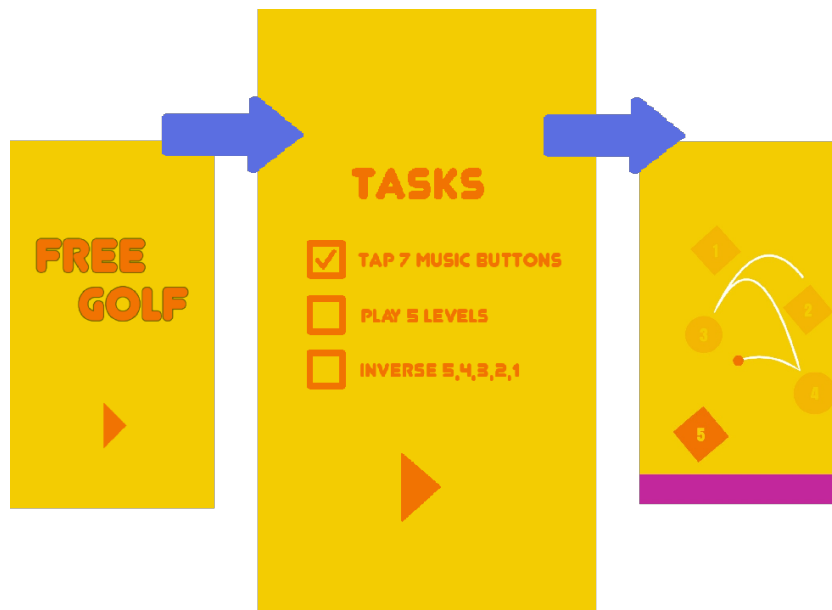 FREE
GOLF
TASKS
TAP 7 MUSIC BUTTONS
PLAY 5 LEVELS
INVERSE 5,4,3,2,1
1
2
3
4
5